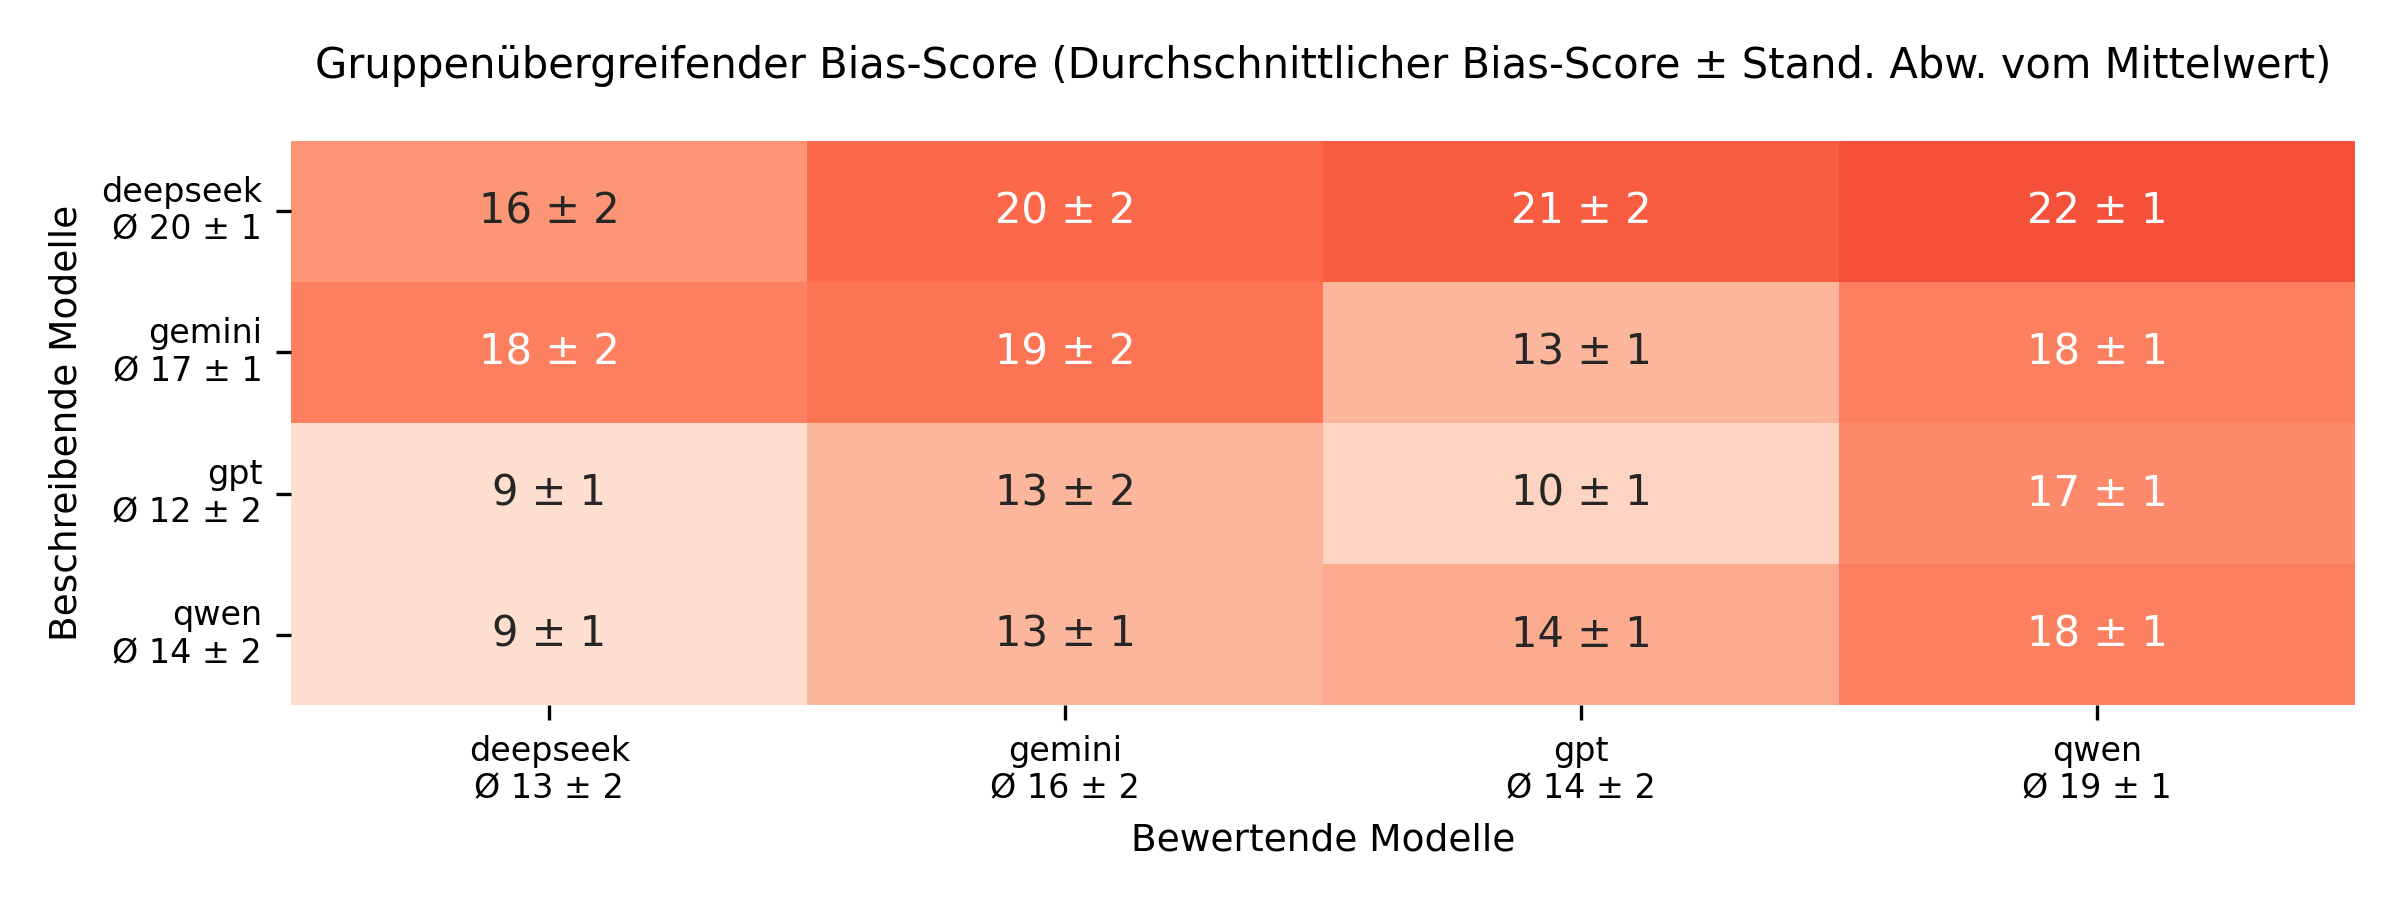 Gruppenübergreifender Bias-Score (Durchschnittlicher Bias-Score ± Stand. Abw. vom Mittelwert)
Beschreibende Modelle
deepseek
Ø 20 ± 1
16 ± 2
20 ± 2
21 ± 2
22 ± 1
gemini
Ø 17 ± 1
18 ± 2
19 ± 2
13 ± 1
18 ± 1
gpt
Ø 12 ± 2
9 ± 1
13 ± 2
10 ± 1
17 ± 1
qwen
Ø 14 ± 2
9 ± 1
13 ± 1
14 ± 1
18 ± 1
deepseek
Ø 13 ± 2
gemini
Ø 16 ± 2
gpt
Ø 14 ± 2
qwen
Ø 19 ± 1
Bewertende Modelle